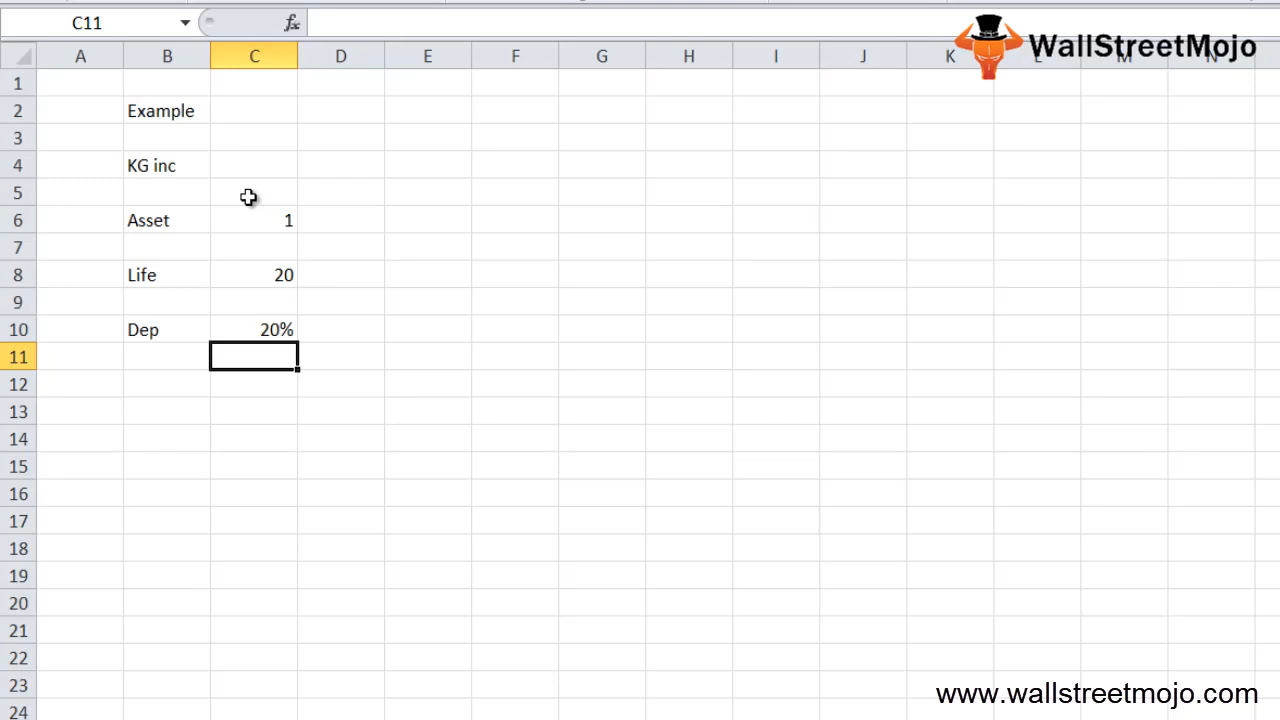 C11 fx
WallStreetMojo
A B C D E F G H I J K L M N
1
2 Example
3
4 KG inc
5
6 Asset 1
7
8 Life 20
9
10 Dep 20%
11
12
13
14
15
16
17
18
19
20
21
22
23
24
www.wallstreetmojo.com